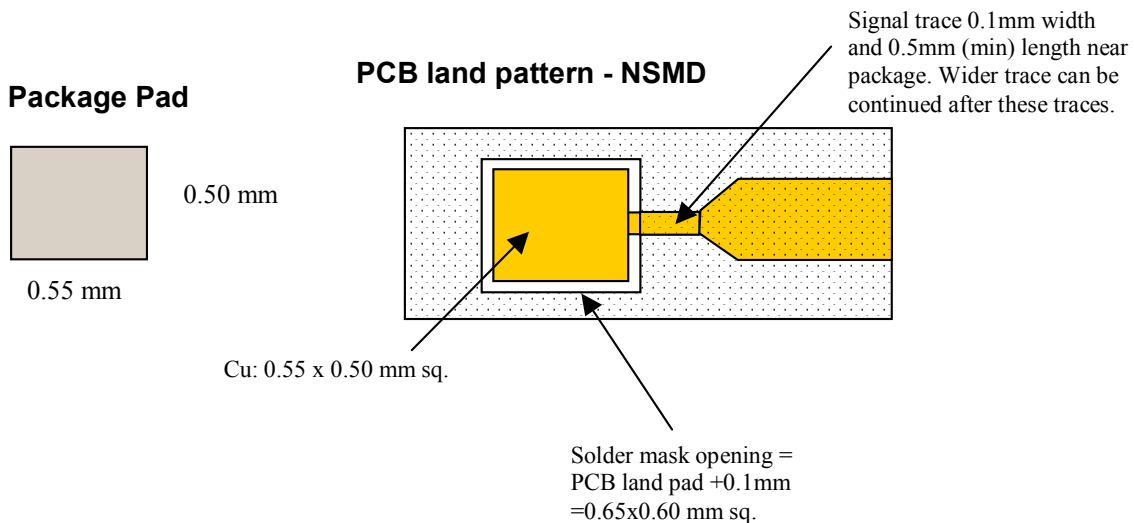 Signal trace 0.1mm width
and 0.5mm (min) length near
package. Wider trace can be
continued after these traces.
PCB land pattern - NSMD
Package Pad
0.50 mm
0.55 mm
Cu: 0.55 x 0.50 mm sq.
Solder mask opening =
PCB land pad +0.1mm
=0.65x0.60 mm sq.